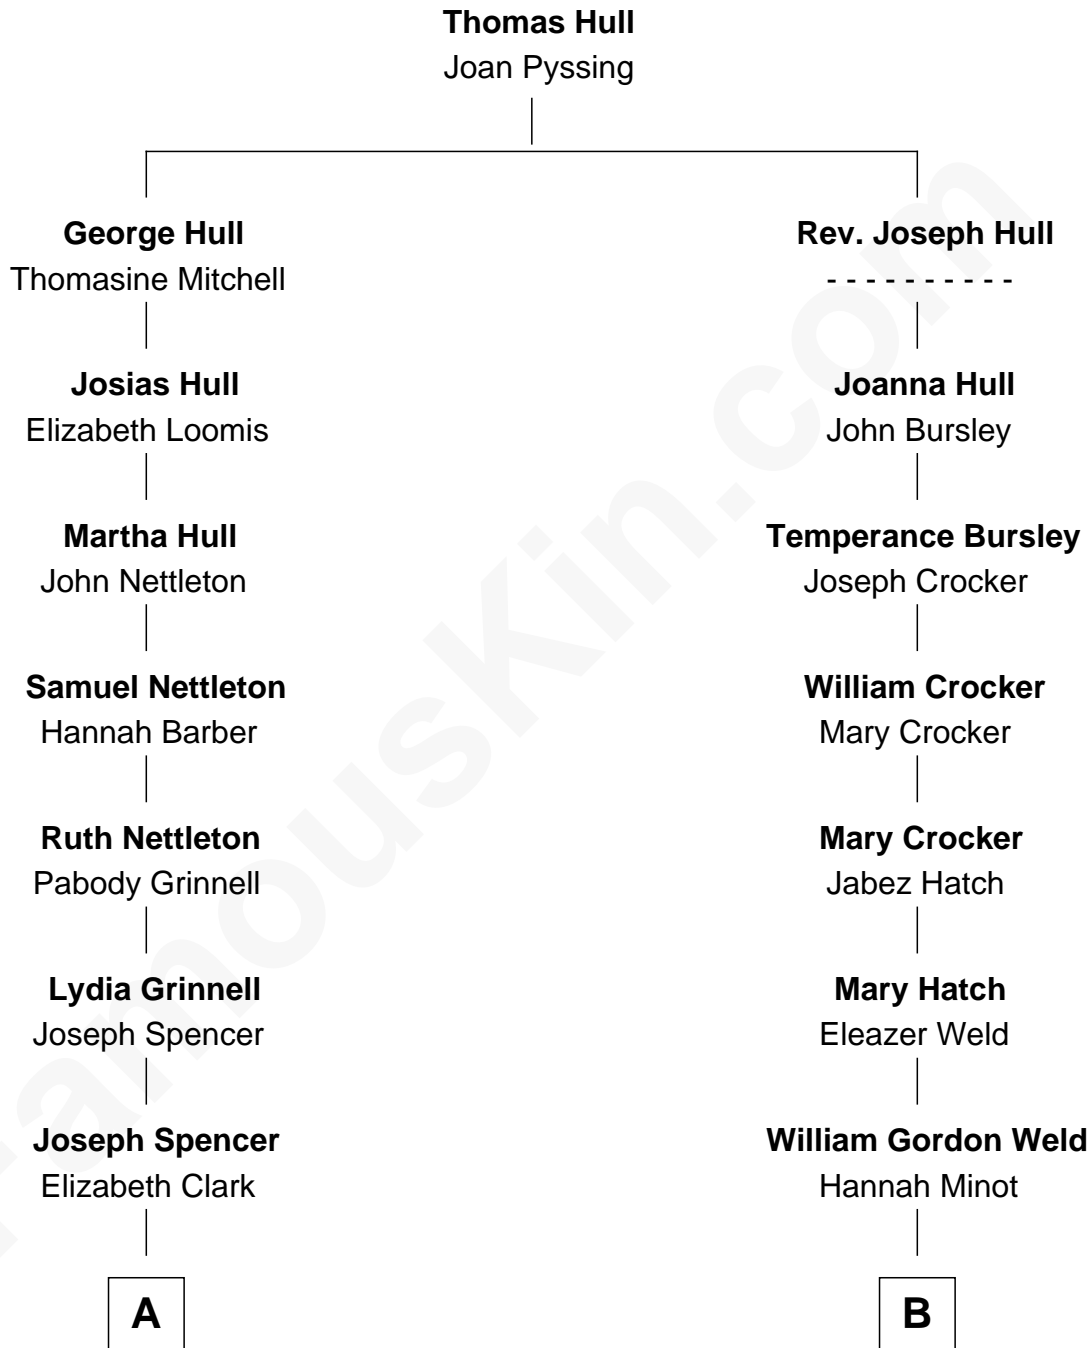 Thomas Hull
Joan Pyssing
George Hull
Thomasine Mitchell
Rev. Joseph Hull
- - - - - - - - - -
Josias Hull
Elizabeth Loomis
Joanna Hull
John Bursley
Martha Hull
John Nettleton
Temperance Bursley
Joseph Crocker
Samuel Nettleton
Hannah Barber
William Crocker
Mary Crocker
Ruth Nettleton
Pabody Grinnell
Mary Crocker
Jabez Hatch
Lydia Grinnell
Joseph Spencer
Mary Hatch
Eleazer Weld
Joseph Spencer
Elizabeth Clark
William Gordon Weld
Hannah Minot
A
B
FamousKin.com